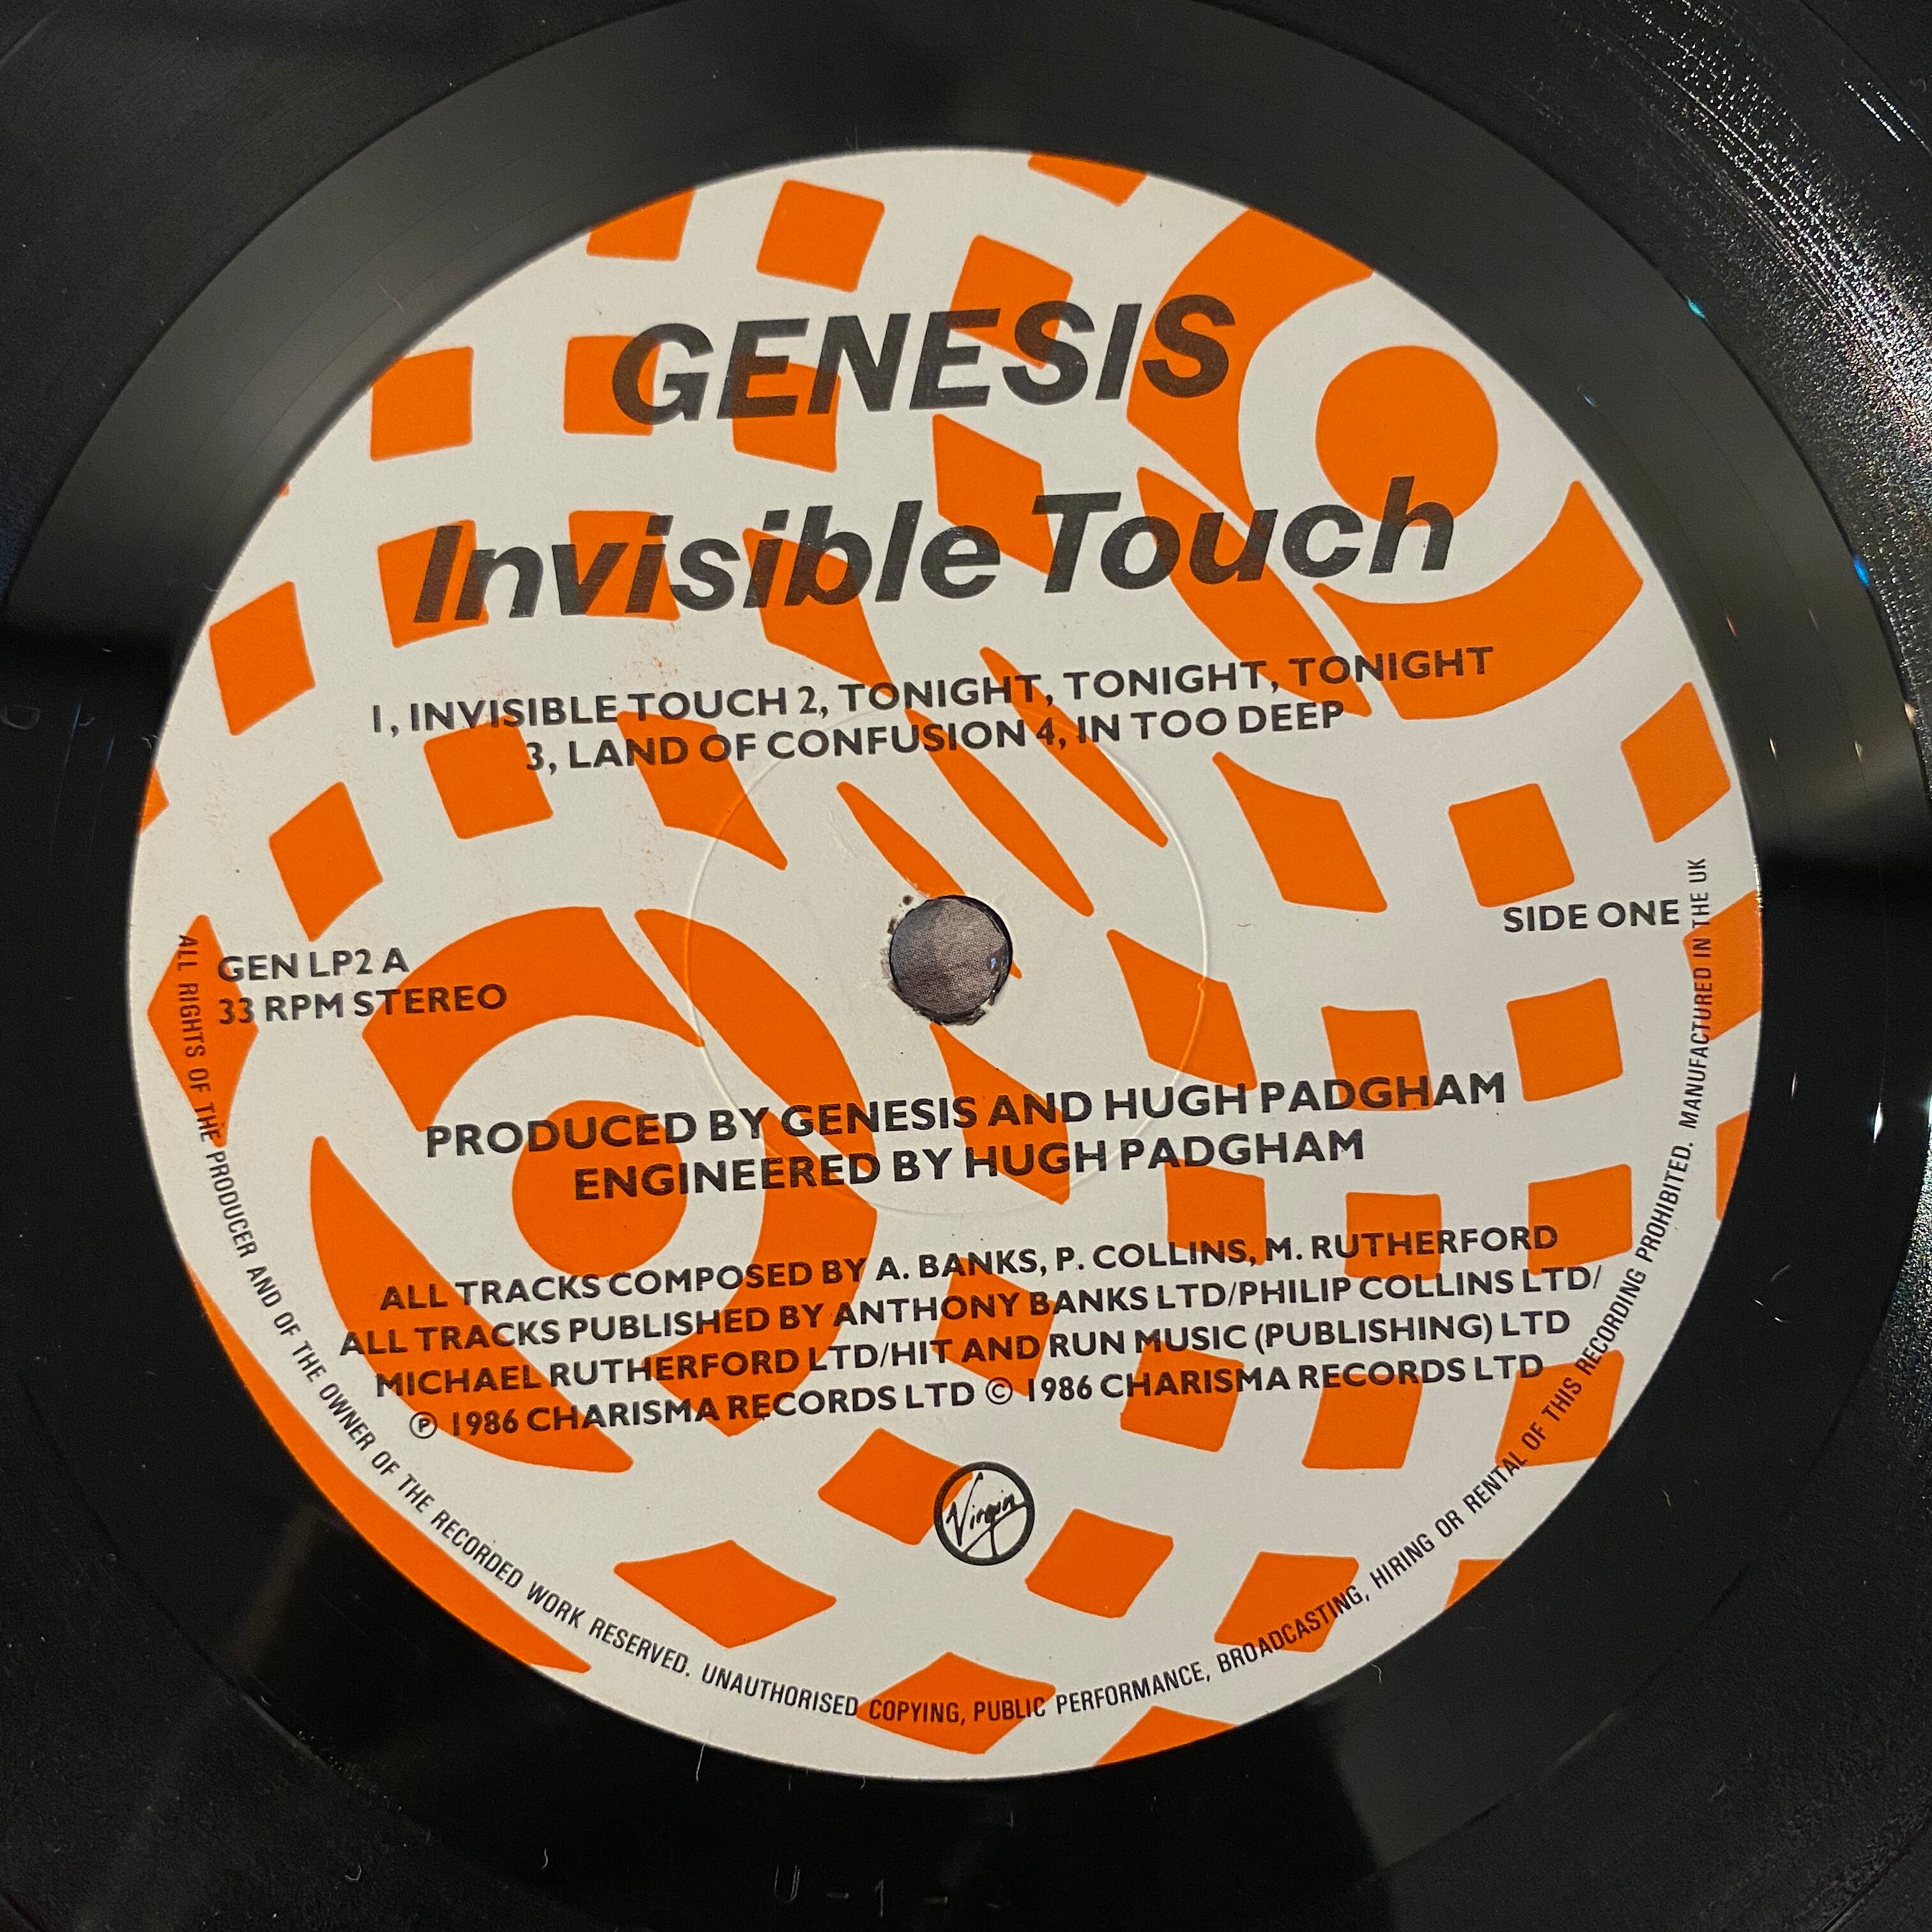 GENESIS
Invisible Touch
1, INVISIBLE TOUCH 2, TONIGHT, TONIGHT, TONIGHT
3, LAND OF CONFUSION 4, IN TOO DEEP
SIDE ONE
GEN LP2 A
33 RPM STEREO
PRODUCED BY GENESIS AND HUGH PADGHAM
ENGINEERED BY HUGH PADGHAM
ALL TRACKS COMPOSED BY A. BANKS, P. COLLINS, M. RUTHERFORD
ALL TRACKS PUBLISHED BY ANTHONY BANKS LTD/PHILIP COLLINS LTD/
MICHAEL RUTHERFORD LTD/HIT AND RUN MUSIC (PUBLISHING) LTD
℗ 1986 CHARISMA RECORDS LTD © 1986 CHARISMA RECORDS LTD
Virgin
ALL RIGHTS OF THE PRODUCER AND OF THE OWNER OF THE RECORDED WORK RESERVED. UNAUTHORISED COPYING, PUBLIC PERFORMANCE, BROADCASTING, HIRING OR RENTAL OF THIS RECORDING PROHIBITED. MANUFACTURED IN THE UK
U - 1 - -